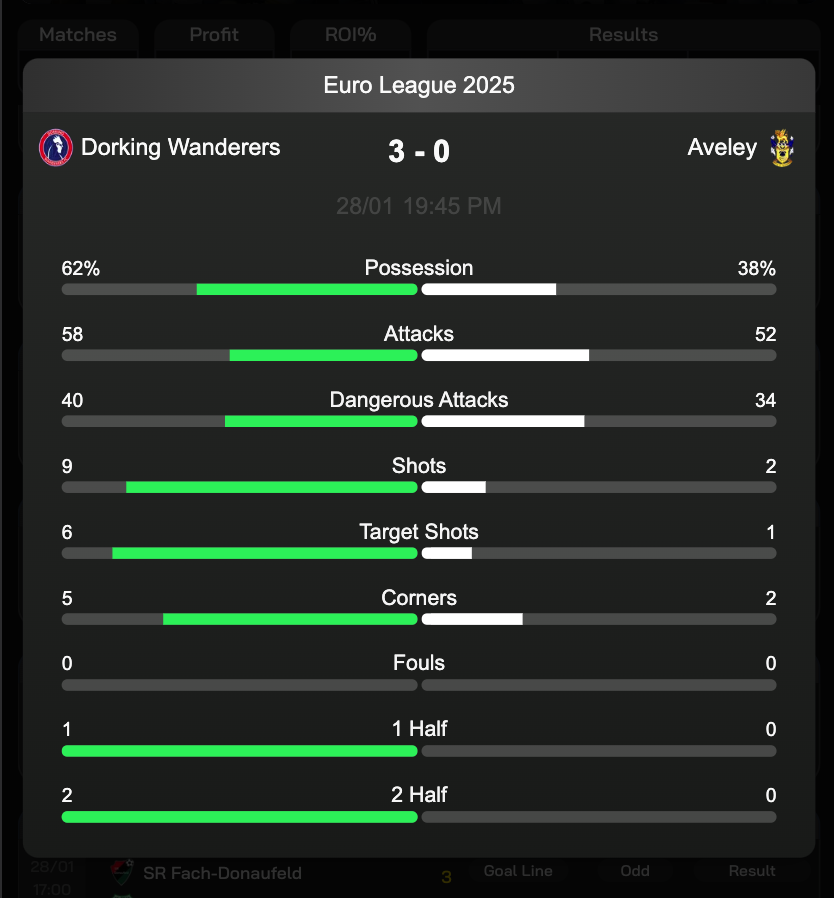 Matches Profit ROI% Results
Euro League 2025
Dorking Wanderers 3 - 0 Aveley
28/01 19:45 PM
62% Possession 38%
58 Attacks 52
40 Dangerous Attacks 34
9 Shots 2
6 Target Shots 1
5 Corners 2
0 Fouls 0
1 1 Half 0
2 2 Half 0
28/01
SR Fach-Donaufeld 3 Goal Line Odd Result
17:00